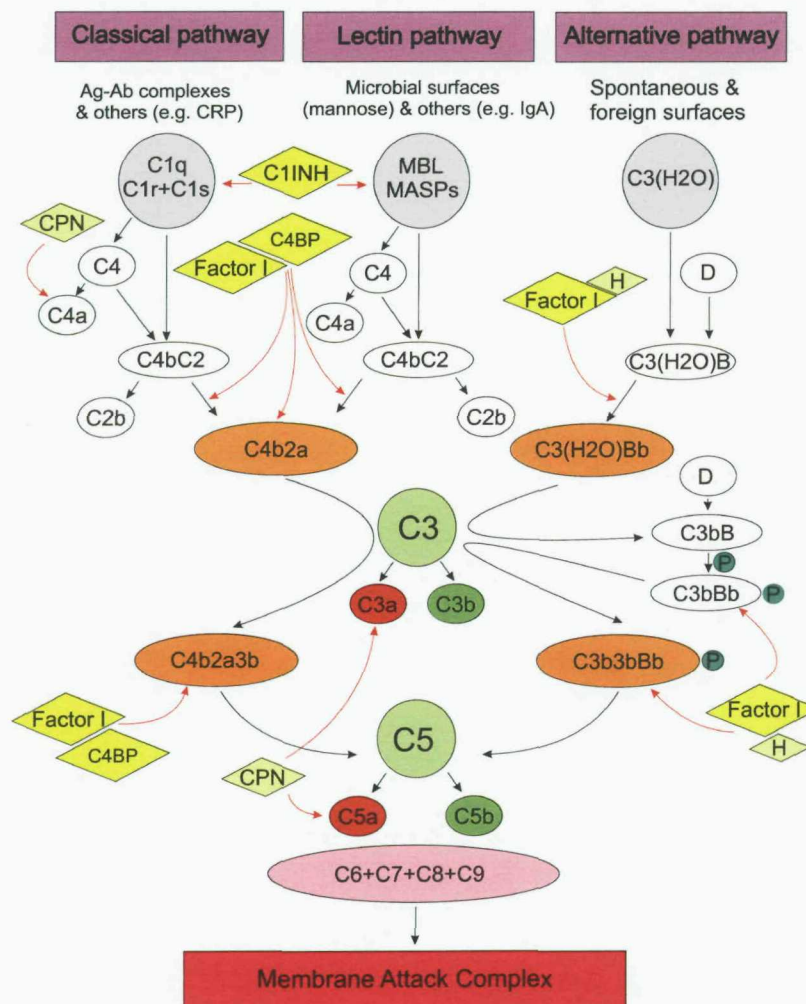 Classical pathway
Lectin pathway
Alternative pathway
Ag-Ab complexes
& others (e.g. CRP)
Microbial surfaces
(mannose) & others (e.g. IgA)
Spontaneous &
foreign surfaces
C1q
C1r+C1s
C1INH
MBL
MASPs
C3(H2O)
CPN
C4BP
Factor I
C4
C4
H
Factor I
D
C4a
C4a
C4bC2
C4bC2
C3(H2O)B
C2b
C2b
C4b2a
C3(H2O)Bb
D
C3
C3bB
P
C3bBb
P
C3a
C3b
C4b2a3b
C3b3bBb
P
Factor I
C4BP
Factor I
H
C5
CPN
C5a
C5b
C6+C7+C8+C9
Membrane Attack Complex